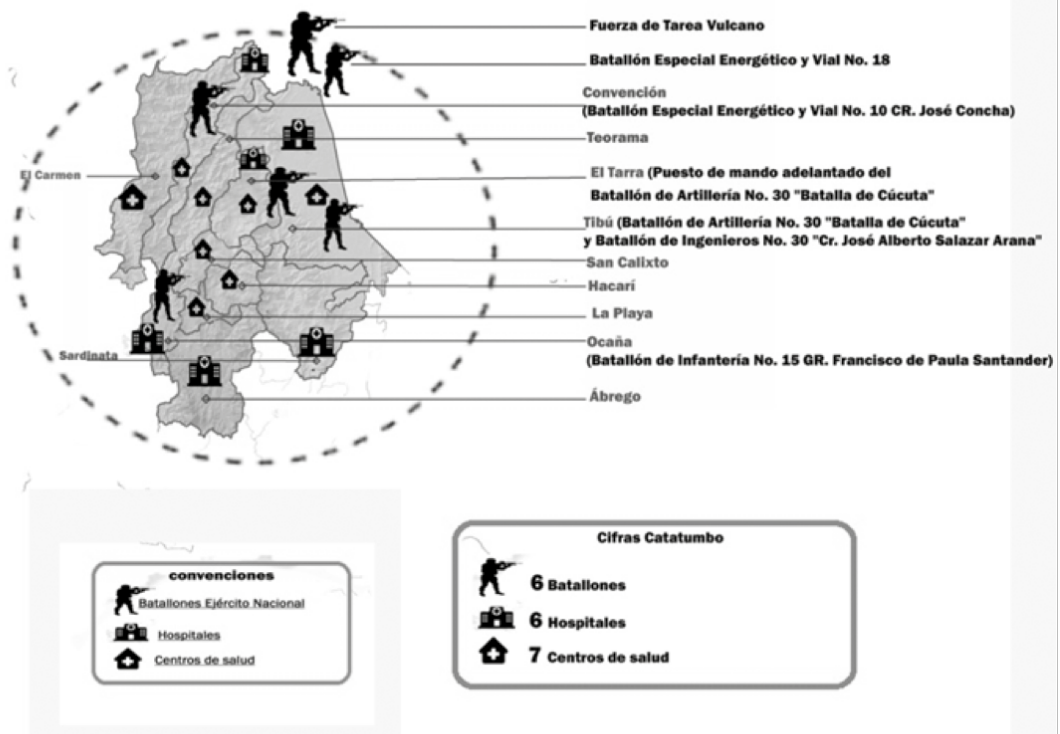 Fuerza de Tarea Vulcano
Batallón Especial Energético y Vial No. 18
Convención
(Batallón Especial Energético y Vial No. 10 CR. José Concha)
Teorama
El Carmen
El Tarra (Puesto de mando adelantado del
Batallón de Artillería No. 30 "Batalla de Cúcuta"
Tibú (Batallón de Artillería No. 30 "Batalla de Cúcuta"
y Batallón de Ingenieros No. 30 "Cr. José Alberto Salazar Arana"
San Calixto
Hacarí
La Playa
Ocaña
Sardinata
(Batallón de Infantería No. 15 GR. Francisco de Paula Santander)
Ábrego
convenciones
Batallones Ejército Nacional
Hospitales
Centros de salud
Cifras Catatumbo
6 Batallones
6 Hospitales
7 Centros de salud